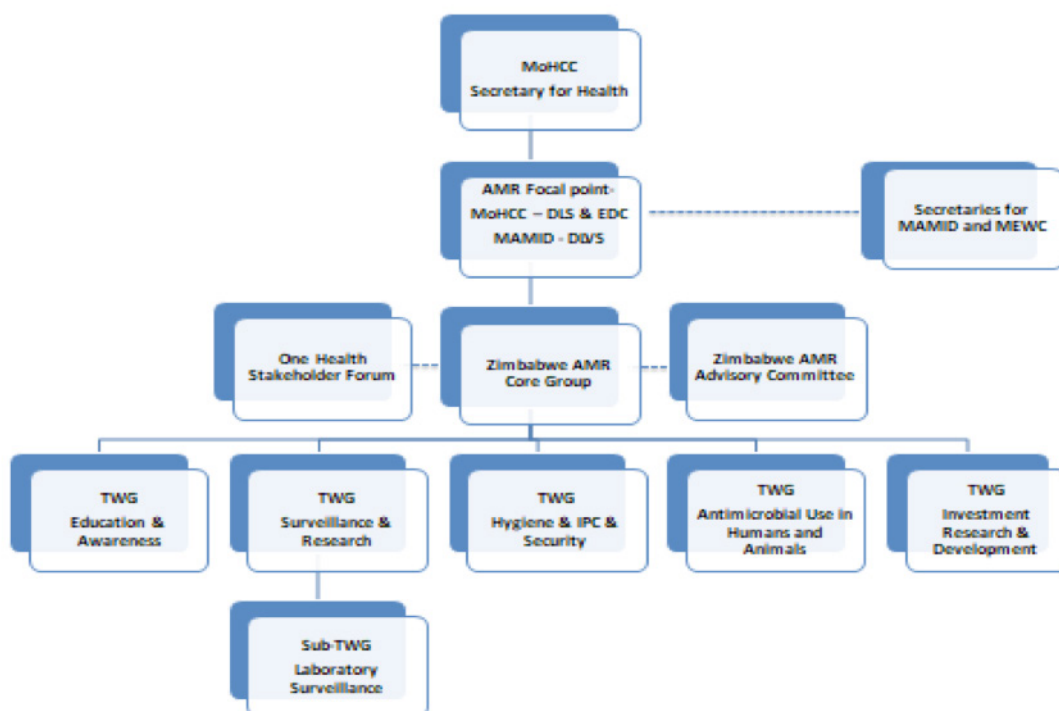 MoHCC
Secretary for Health
AMR Focal point-
MoHCC – DLS & EDC
MAMID - DLVS
Secretaries for
MAMID and MEWC
One Health
Stakeholder Forum
Zimbabwe AMR
Core Group
Zimbabwe AMR
Advisory Committee
TWG
Education &
Awareness
TWG
Surveillance &
Research
TWG
Hygiene & IPC &
Security
TWG
Antimicrobial Use in
Humans and
Animals
TWG
Investment
Research &
Development
Sub-TWG
Laboratory
Surveillance